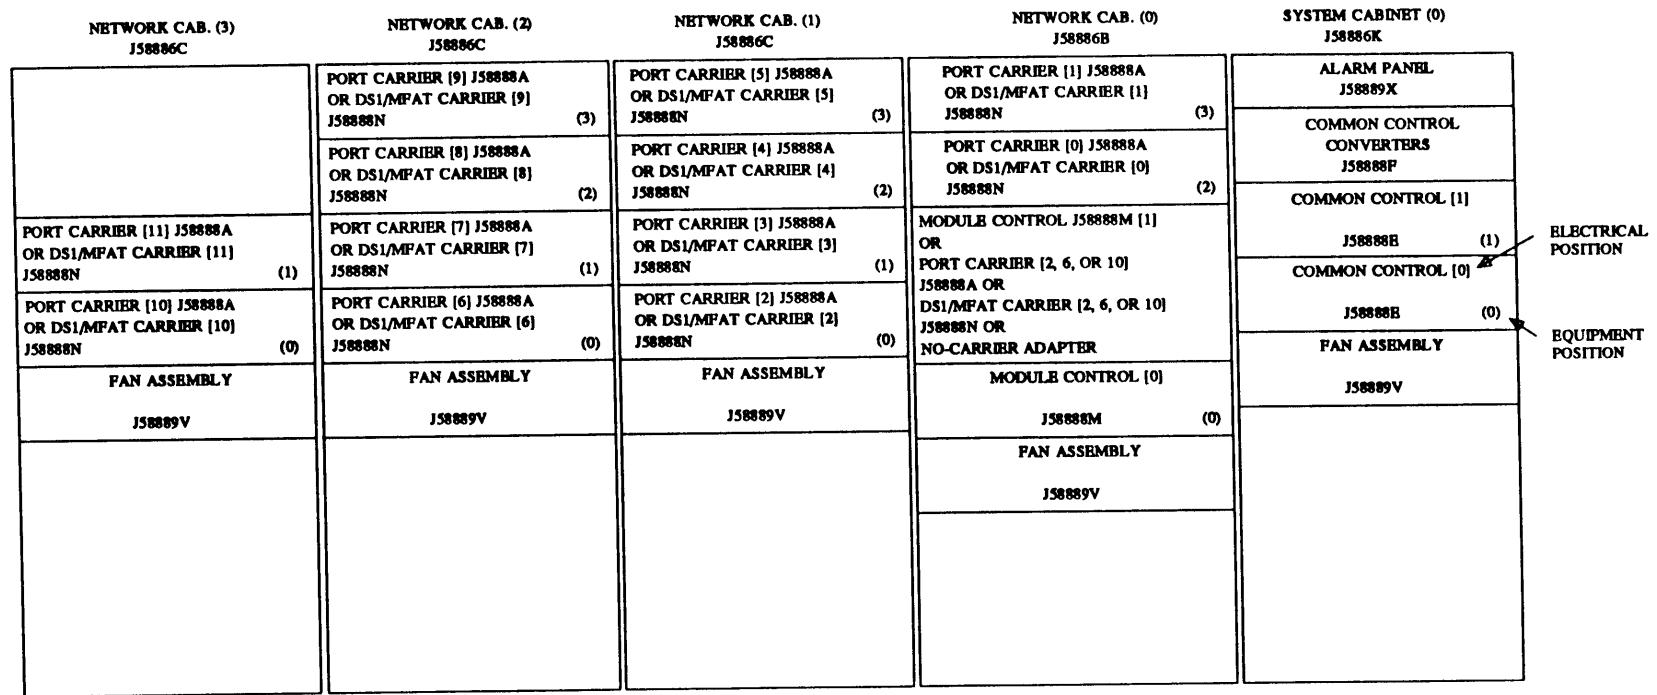 NETWORK CAB. (3)
J58886C
PORT CARRIER [11] J58888A
OR DS1/MFAT CARRIER [11]
J58888N (1)
PORT CARRIER [10] J58888A
OR DS1/MFAT CARRIER [10]
J58888N (0)
FAN ASSEMBLY
J58889V
NETWORK CAB. (2)
J58886C
PORT CARRIER [9] J58888A
OR DS1/MFAT CARRIER [9]
J58888N (3)
PORT CARRIER [8] J58888A
OR DS1/MFAT CARRIER [8]
J58888N (2)
PORT CARRIER [7] J58888A
OR DS1/MFAT CARRIER [7]
J58888N (1)
PORT CARRIER [6] J58888A
OR DS1/MFAT CARRIER [6]
J58888N (0)
FAN ASSEMBLY
J58889V
NETWORK CAB. (1)
J58886C
PORT CARRIER [5] J58888A
OR DS1/MFAT CARRIER [5]
J58888N (3)
PORT CARRIER [4] J58888A
OR DS1/MFAT CARRIER [4]
J58888N (2)
PORT CARRIER [3] J58888A
OR DS1/MFAT CARRIER [3]
J58888N (1)
PORT CARRIER [2] J58888A
OR DS1/MFAT CARRIER [2]
J58888N (0)
FAN ASSEMBLY
J58889V
NETWORK CAB. (0)
J58886B
PORT CARRIER [1] J58888A
OR DS1/MFAT CARRIER [1]
J58888N (3)
PORT CARRIER [0] J58888A
OR DS1/MFAT CARRIER [0]
J58888N (2)
MODULE CONTROL J58888M [1]
OR
PORT CARRIER [2, 6, OR 10]
J58888A OR
DS1/MFAT CARRIER [2, 6, OR 10]
J58888N OR
NO-CARRIER ADAPTER
MODULE CONTROL [0]
J58888M (0)
FAN ASSEMBLY
J58889V
SYSTEM CABINET (0)
J58886K
ALARM PANEL
J58889X
COMMON CONTROL
CONVERTERS
J58888F
COMMON CONTROL [1]
J58888E (1)
COMMON CONTROL [0]
J58888E (0)
FAN ASSEMBLY
J58889V
ELECTRICAL
POSITION
EQUIPMENT
POSITION